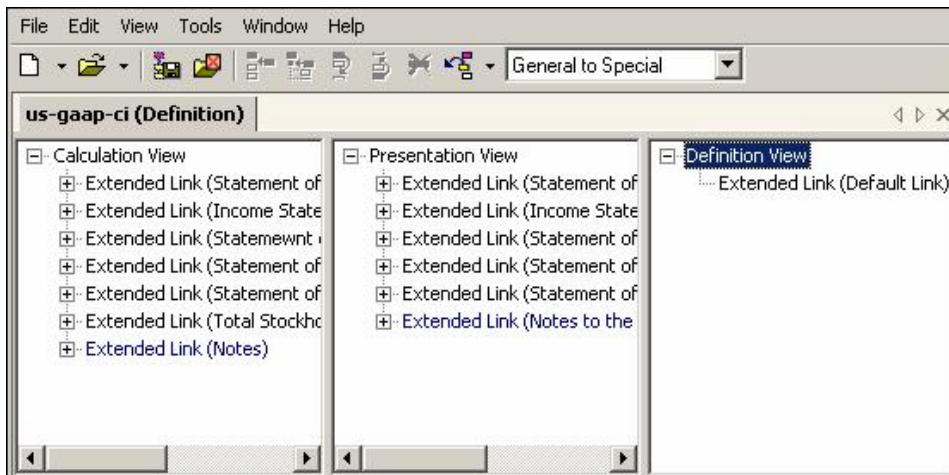 File Edit View Tools Window Help
General to Special
us-gaap-ci (Definition)
Calculation View
Extended Link (Statement of
Extended Link (Income State
Extended Link (Statemewnt
Extended Link (Statement of
Extended Link (Statement of
Extended Link (Total Stockho
Extended Link (Notes)
Presentation View
Extended Link (Statement of
Extended Link (Income State
Extended Link (Statement of
Extended Link (Statement of
Extended Link (Statement of
Extended Link (Notes to the
Definition View
Extended Link (Default Link)